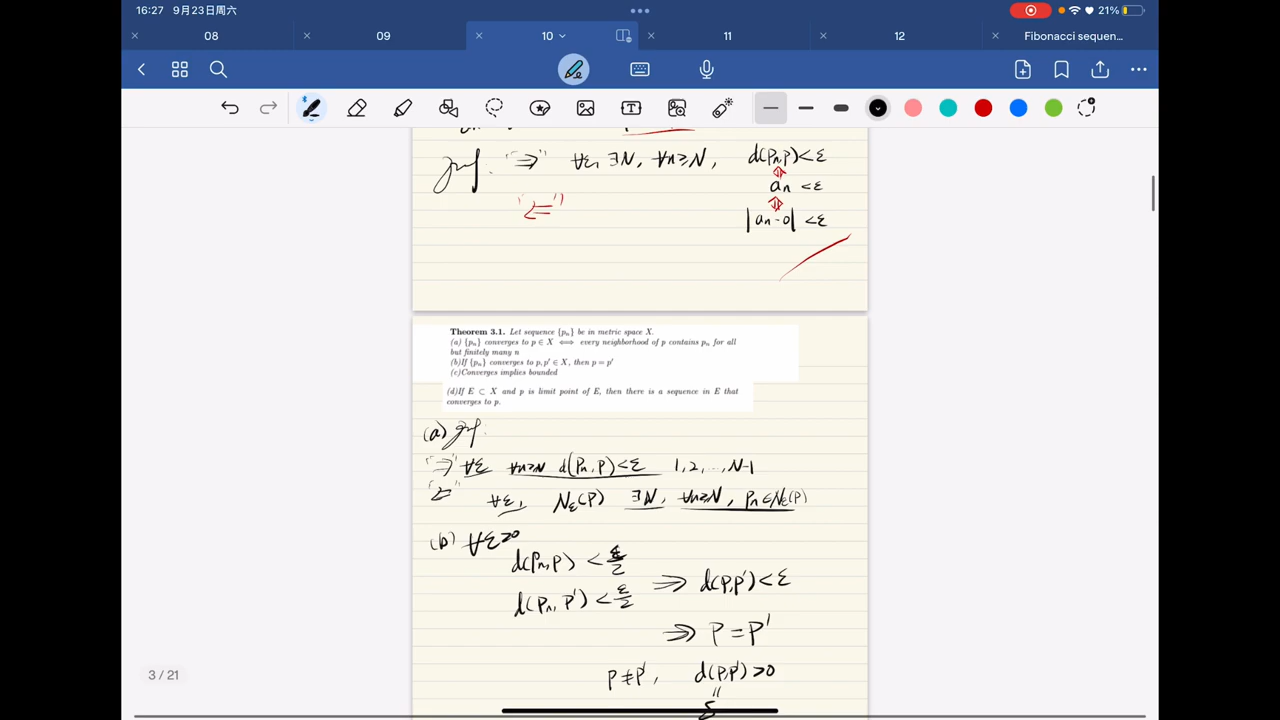 16:27 9月23日周六 21%
08 09 10 11 12 Fibonacci sequen...
T
"⇒" ∀ε, ∃N, ∀n≥N, d(Pn,P)<ε
an <ε
"⇐"
|an-0| <ε
Theorem 3.1. Let sequence {pn} be in metric space X.
(a) {pn} converges to p ∈ X ⟺ every neighborhood of p contains pn for all
but finitely many n
(b)If {pn} converges to p, p′ ∈ X, then p = p′
(c)Converges implies bounded
(d)If E ⊂ X and p is limit point of E, then there is a sequence in E that
converges to p.
(a)
"⇒" ∀ε ∀n≥N d(Pn,P)<ε 1,2,...,N-1
"⇐" ∀ε, Nε(P) ∃N, ∀n≥N, Pn∈Nε(P)
(b) ∀ε>0
d(Pn,P) < ε/2
d(Pn,P') < ε/2 ⇒ d(P,P')<ε
⇒ P=P'
P≠P', d(P,P')>0
3 / 21